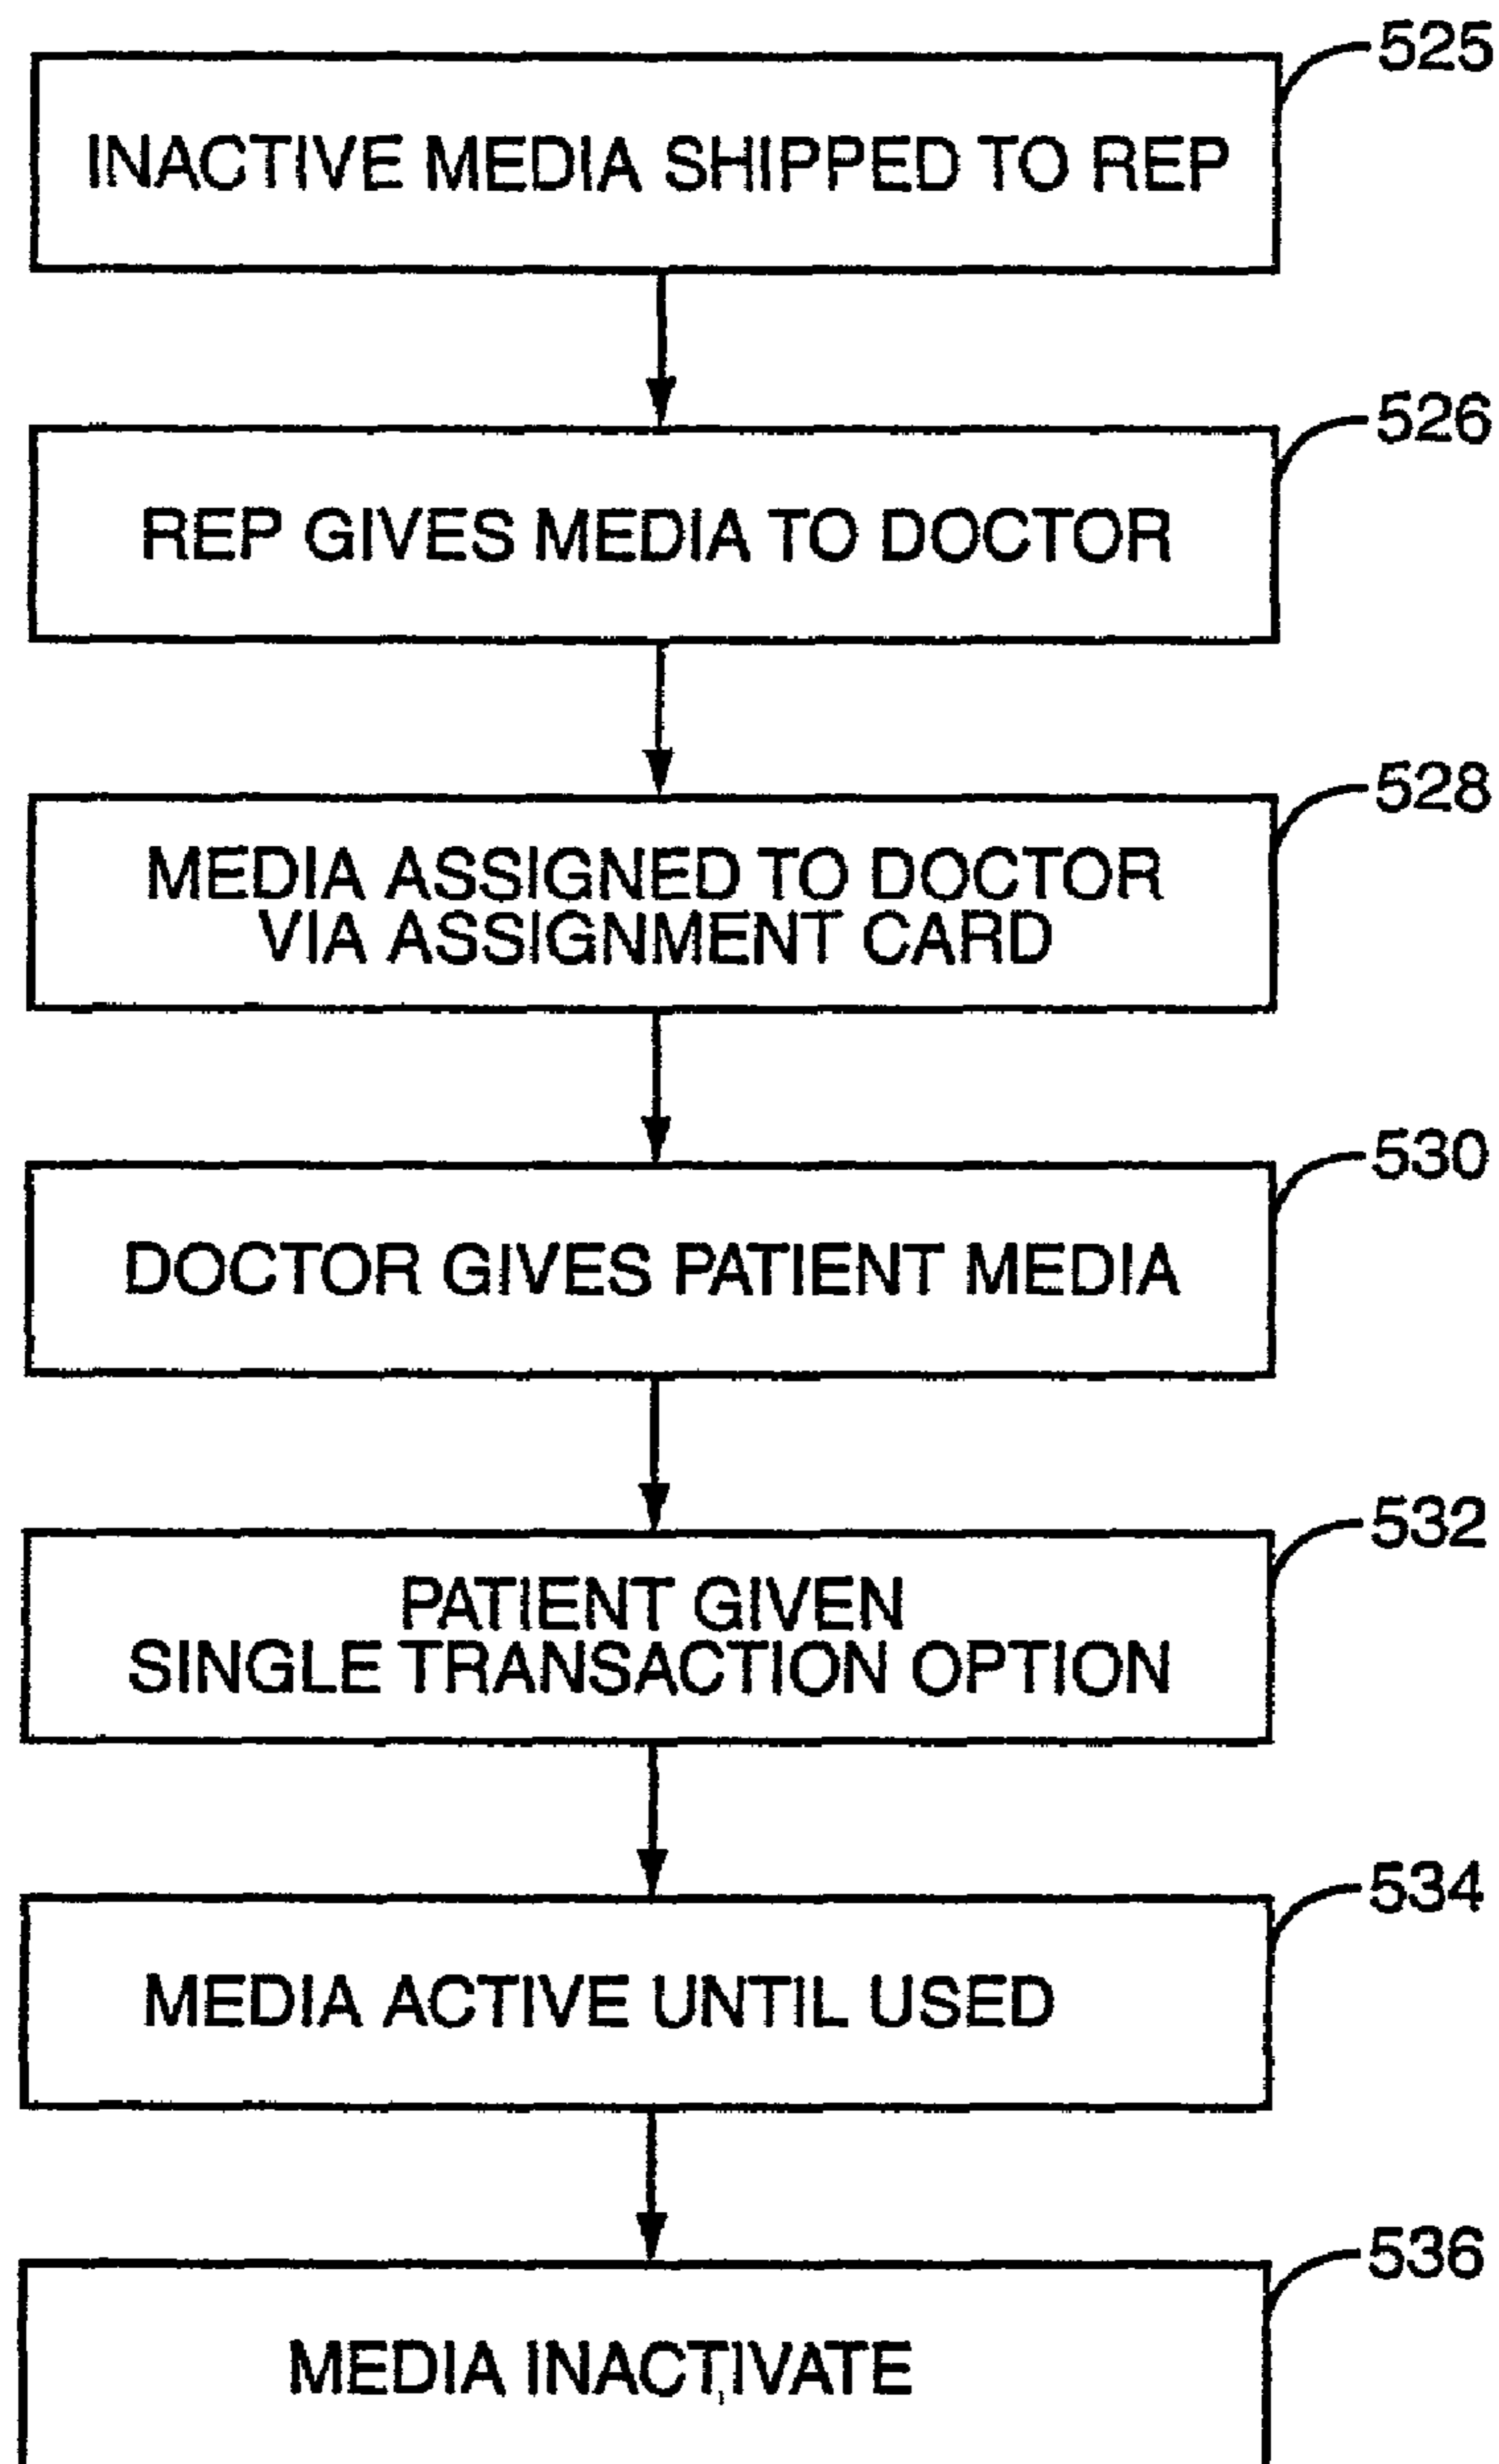 525
INACTIVE MEDIA SHIPPED TO REP
526
REP GIVES MEDIA TO DOCTOR
528
MEDIA ASSIGNED TO DOCTOR
VIA ASSIGNMENT CARD
530
DOCTOR GIVES PATIENT MEDIA
532
PATIENT GIVEN
SINGLE TRANSACTION OPTION
534
MEDIA ACTIVE UNTIL USED
536
MEDIA INACTIVATE